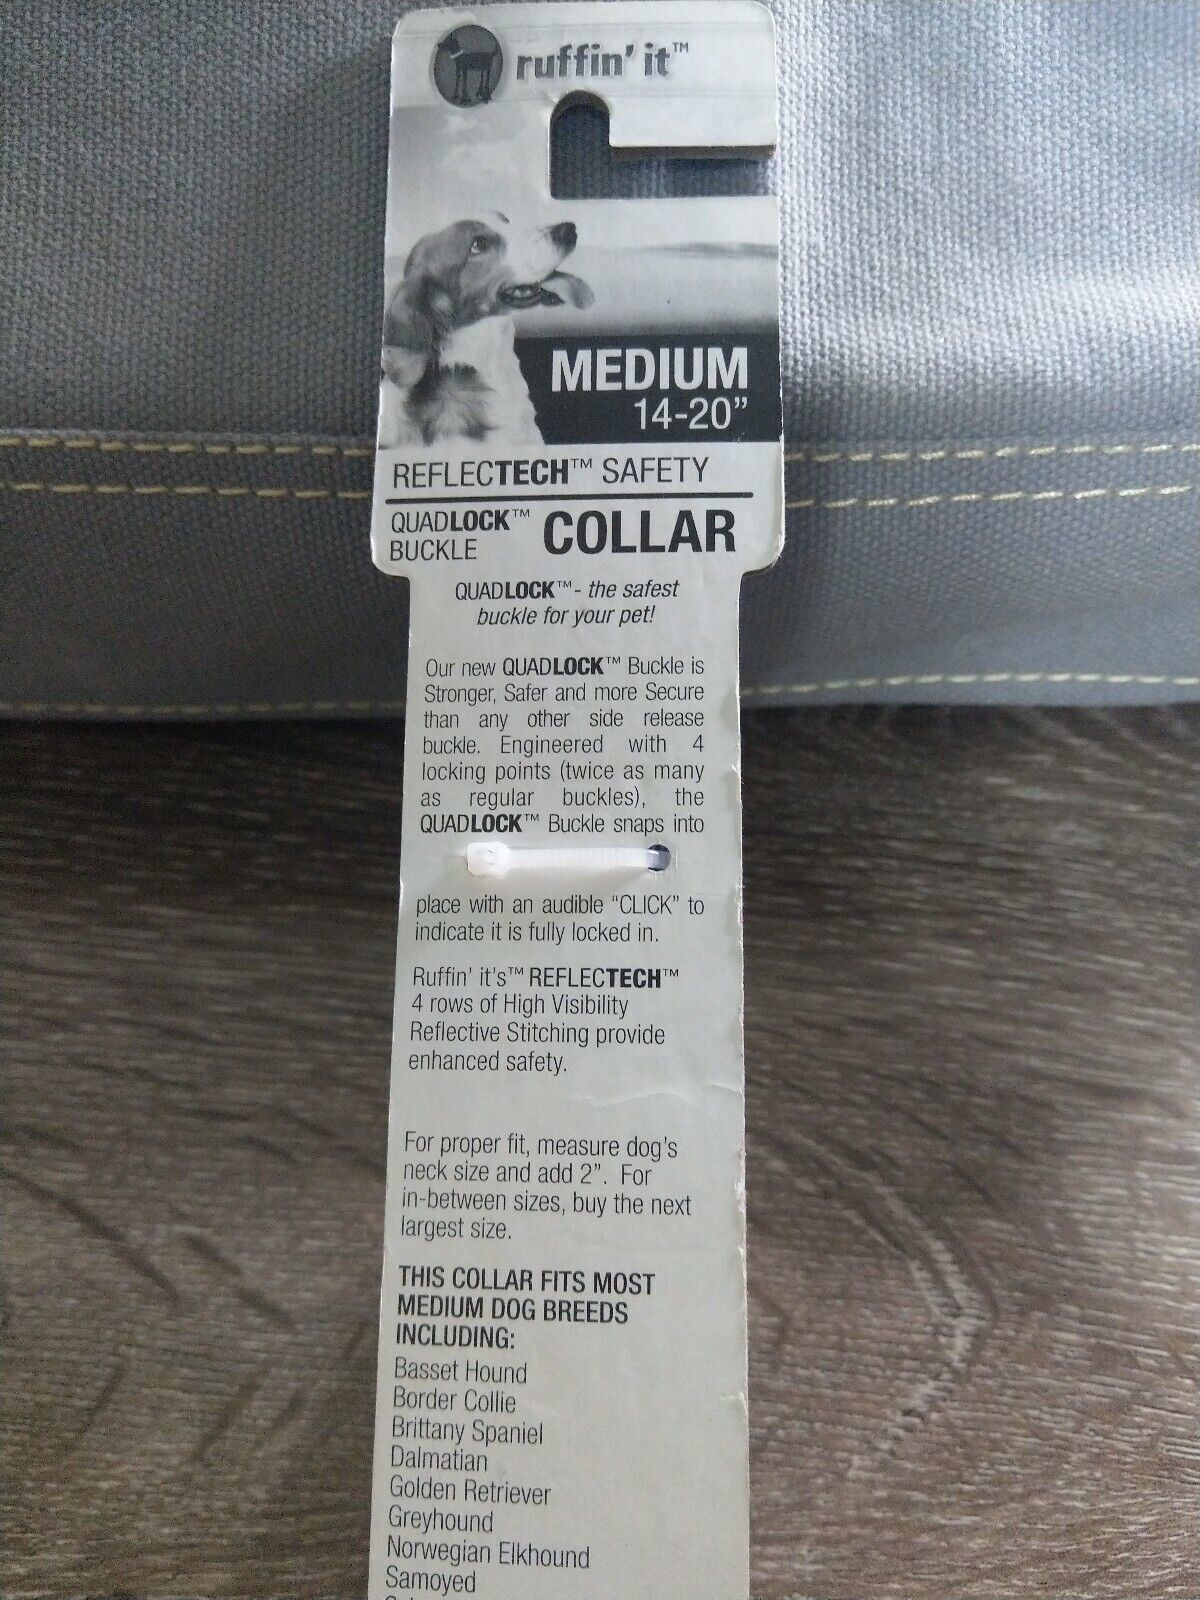 ruffin' it™
MEDIUM
14-20”
REFLECTECH™ SAFETY
QUADLOCK™
BUCKLE
COLLAR
QUADLOCK™- the safest
buckle for your pet!
Our new QUADLOCK™ Buckle is
Stronger, Safer and more Secure
than any other side release
buckle. Engineered with 4
locking points (twice as many
as regular buckles), the
QUADLOCK™ Buckle snaps into
place with an audible “CLICK” to
indicate it is fully locked in.
Ruffin' it's™ REFLECTECH™
4 rows of High Visibility
Reflective Stitching provide
enhanced safety.
For proper fit, measure dog's
neck size and add 2”. For
in-between sizes, buy the next
largest size.
THIS COLLAR FITS MOST
MEDIUM DOG BREEDS
INCLUDING:
Basset Hound
Border Collie
Brittany Spaniel
Dalmatian
Golden Retriever
Greyhound
Norwegian Elkhound
Samoyed